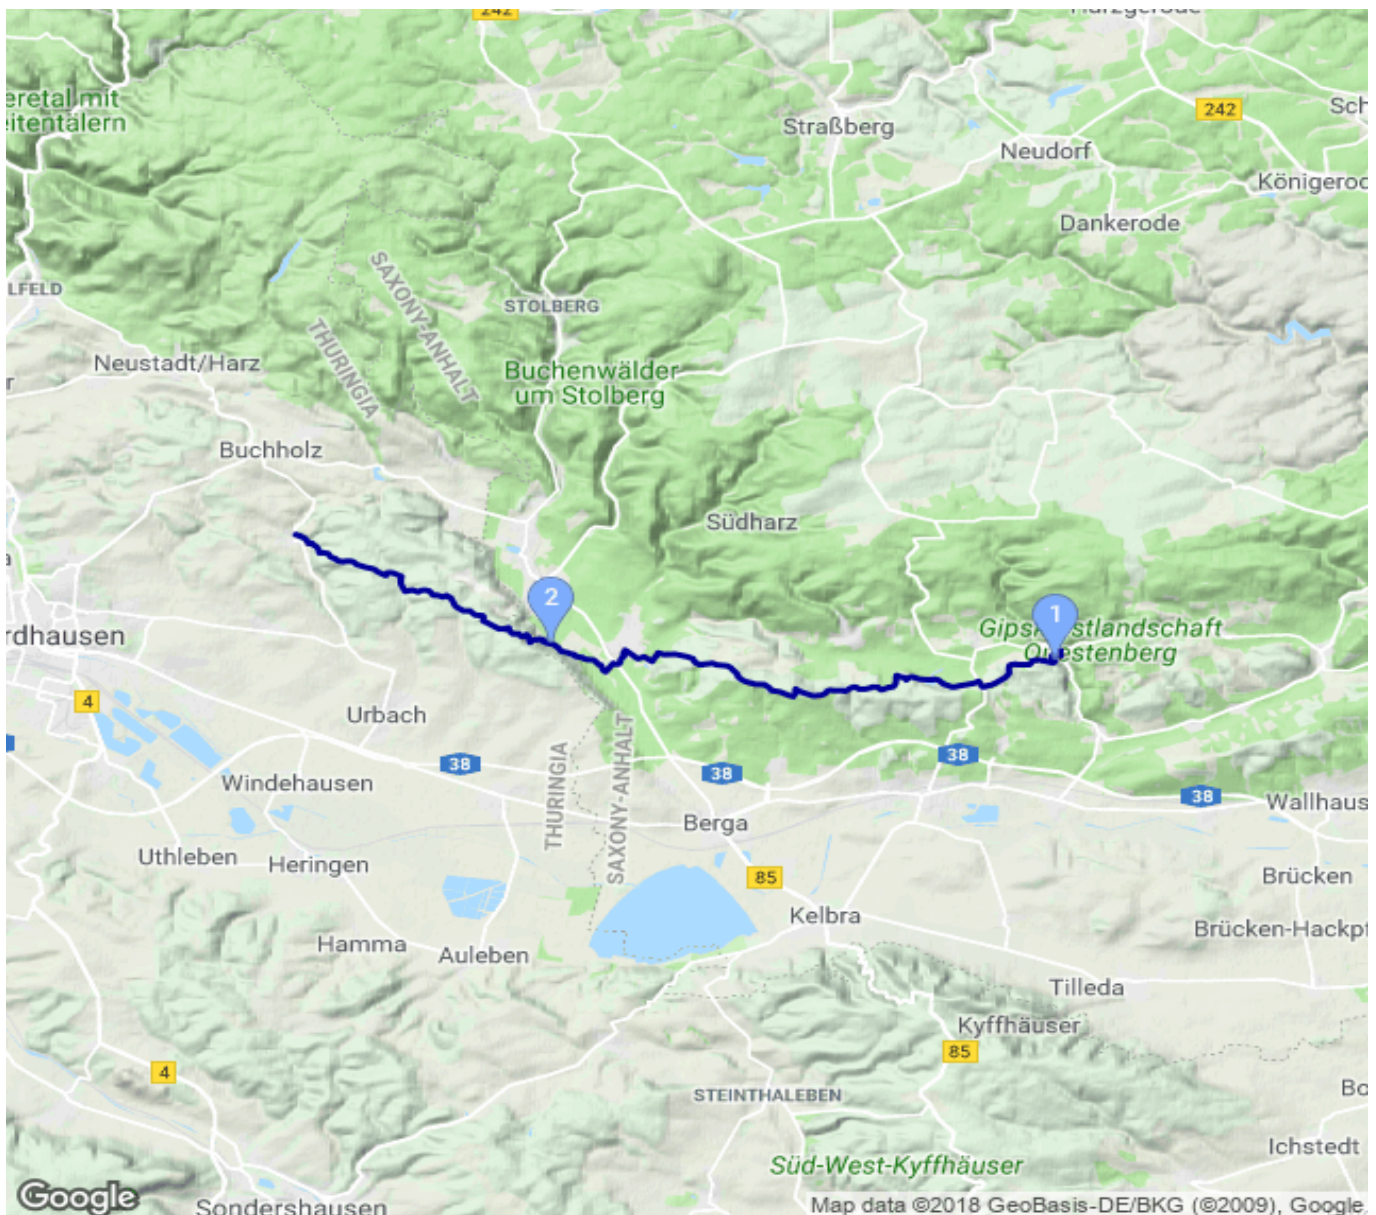 242
Harzgerode
eretal mit
eitentälern
242
Sch
Straßberg
Neudorf
Königerod
Dankerode
SAXONY-ANHALT
LFELD
STOLBERG
THURINGIA
Neustadt/Harz
Buchenwälder
um Stolberg
Buchholz
Südharz
2
1
rdhausen
Gipskarstlandschaft
Questenberg
4
Urbach
THURINGIA
SAXONY-ANHALT
38
38
38
38
Windehausen
Wallhaus
Berga
Uthleben
Heringen
85
Brücken
Kelbra
Hamma
Auleben
Brücken-Hackpf
Tilleda
Kyffhäuser
85
4
STEINTHALEBEN
Bo
Ichstedt
Süd-West-Kyffhäuser
Google
Sondershausen
Map data ©2018 GeoBasis-DE/BKG (©2009), Google